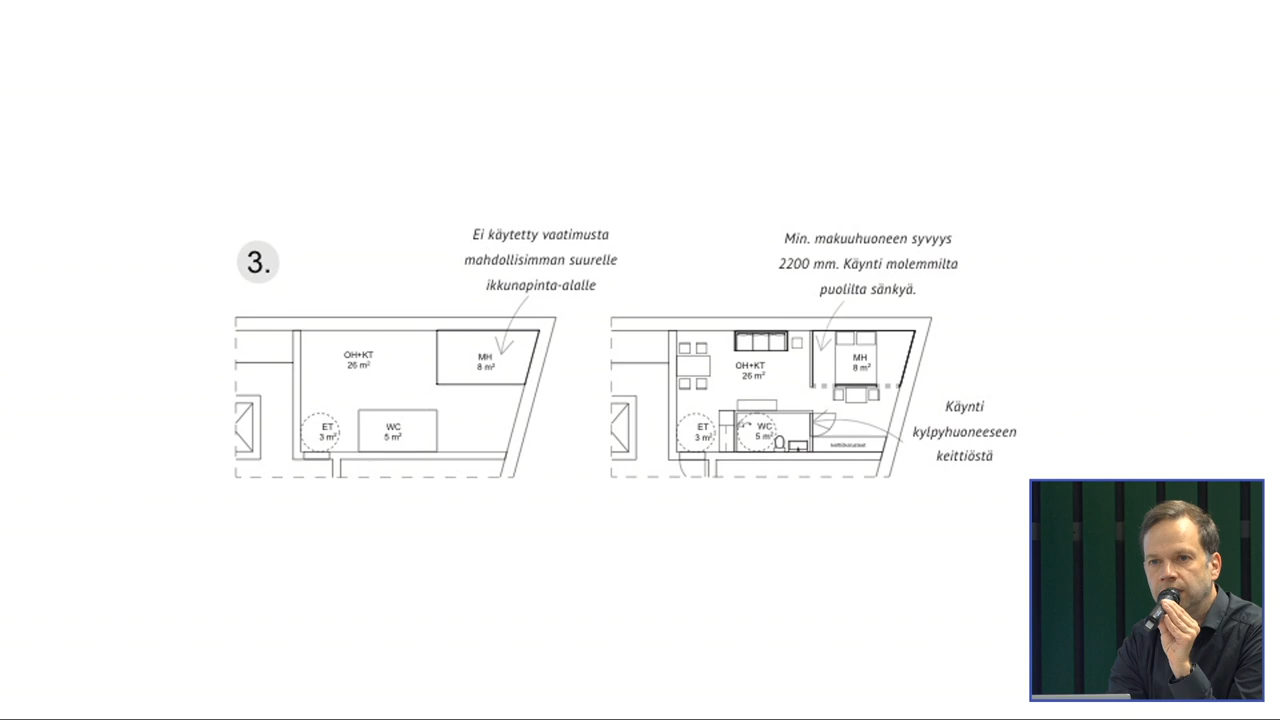 3.
Ei käytetty vaatimusta
mahdollisimman suurelle
ikkunapinta-alalle
OH+KT
26 m²
MH
8 m²
ET
3 m²
WC
5 m²
Min. makuuhuoneen syvyys
2200 mm. Käynti molemmilta
puolilta sänkyä.
OH+KT
26 m²
MH
8 m²
ET
3 m²
WC
5 m²
Käynti
kylpyhuoneeseen
keittiöstä